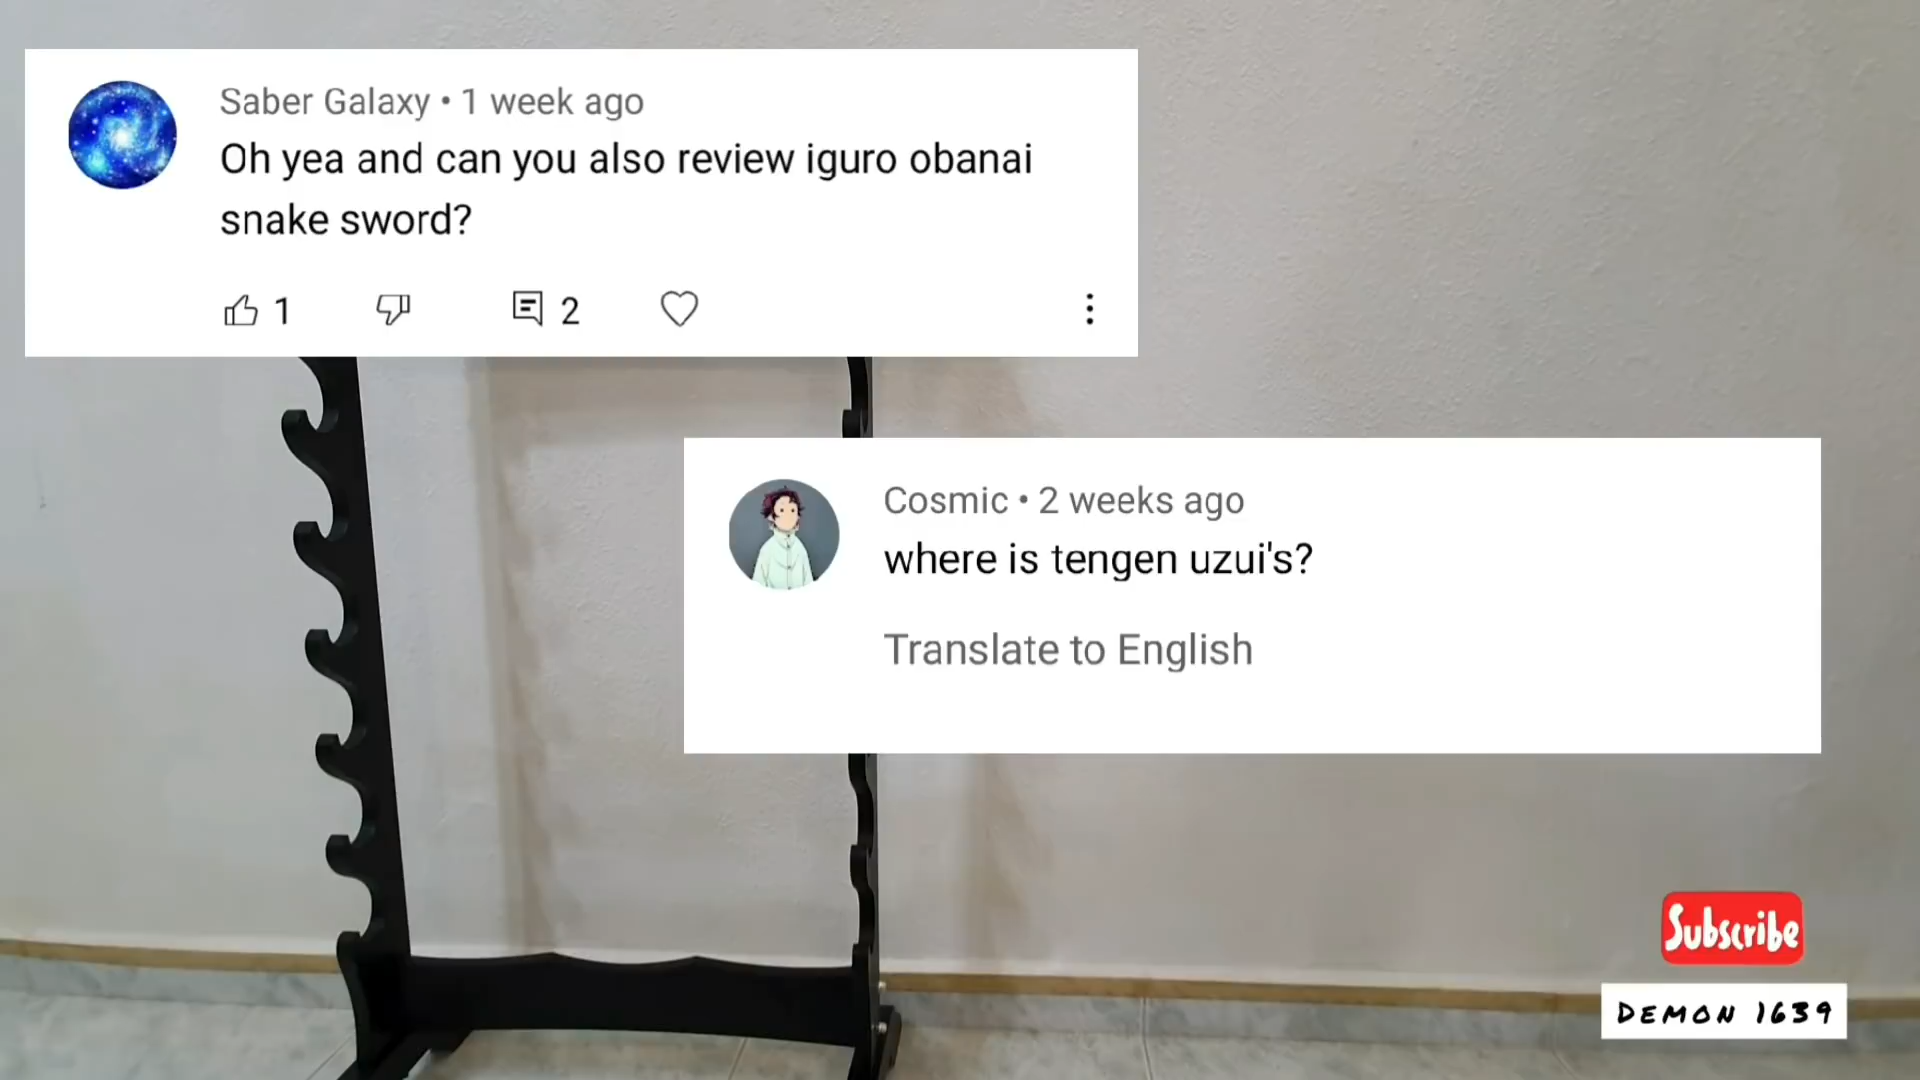 Saber Galaxy • 1 week ago
Oh yea and can you also review iguro obanai
snake sword?
1
2
Cosmic • 2 weeks ago
where is tengen uzui's?
Translate to English
Subscribe
DEMON 1639